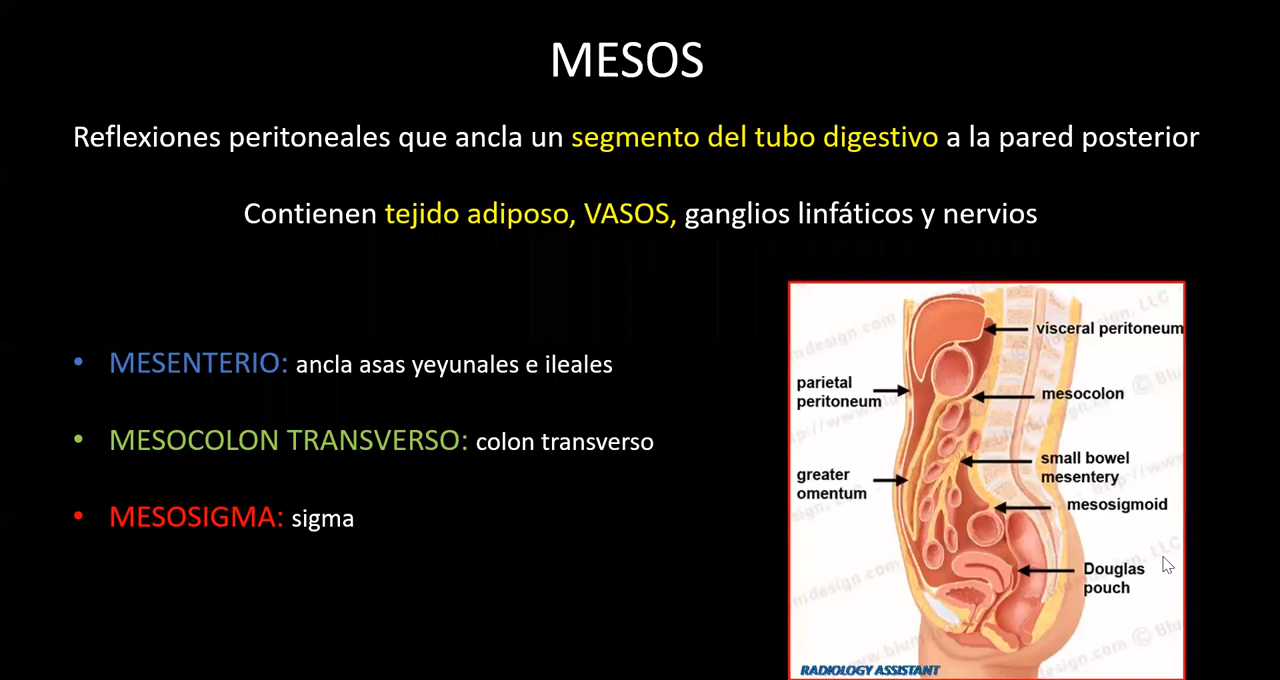 MESOS
Reflexiones peritoneales que ancla un segmento del tubo digestivo a la pared posterior
Contienen tejido adiposo, VASOS, ganglios linfáticos y nervios
• MESENTERIO: ancla asas yeyunales e ileales
• MESOCOLON TRANSVERSO: colon transverso
• MESOSIGMA: sigma
visceral peritoneum
parietal
peritoneum
mesocolon
small bowel
mesentery
greater
omentum
mesosigmoid
Douglas
pouch
RADIOLOGY ASSISTANT